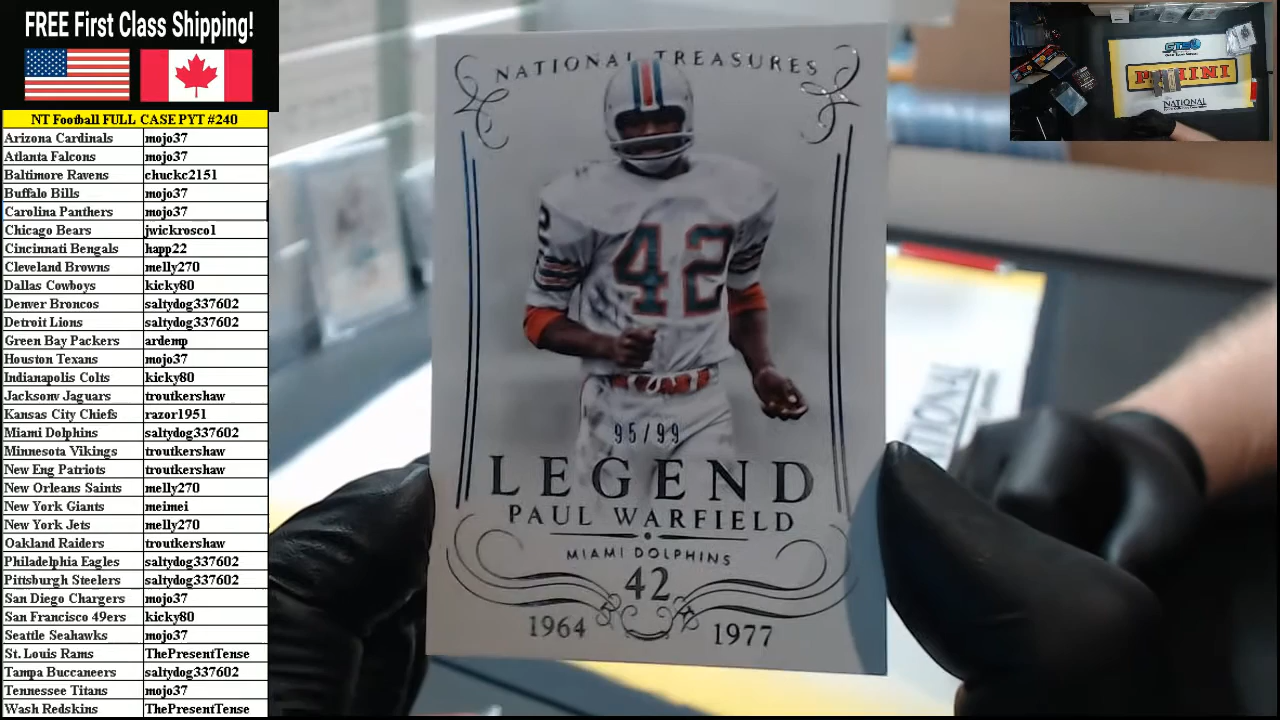 FREE First Class Shipping!
NT Football FULL CASE PYT #240
Arizona Cardinals mojo37
Atlanta Falcons mojo37
Baltimore Ravens chuckc2151
Buffalo Bills mojo37
Carolina Panthers mojo37
Chicago Bears jwickrosco1
Cincinnati Bengals happ22
Cleveland Browns melly270
Dallas Cowboys kicky80
Denver Broncos saltydog337602
Detroit Lions saltydog337602
Green Bay Packers ardemp
Houston Texans mojo37
Indianapolis Colts kicky80
Jacksonv Jaguars troutkershaw
Kansas City Chiefs razor1951
Miami Dolphins saltydog337602
Minnesota Vikings troutkershaw
New Eng Patriots troutkershaw
New Orleans Saints melly270
New York Giants meimei
New York Jets melly270
Oakland Raiders troutkershaw
Philadelphia Eagles saltydog337602
Pittsburgh Steelers saltydog337602
San Diego Chargers mojo37
San Francisco 49ers kicky80
Seattle Seahawks mojo37
St. Louis Rams ThePresentTense
Tampa Buccaneers saltydog337602
Tennessee Titans mojo37
Wash Redskins ThePresentTense
NATIONAL TREASURES
42
95/99
LEGEND
PAUL WARFIELD
MIAMI DOLPHINS
42
1964 1977
PANINI
NATIONAL
NATIONAL